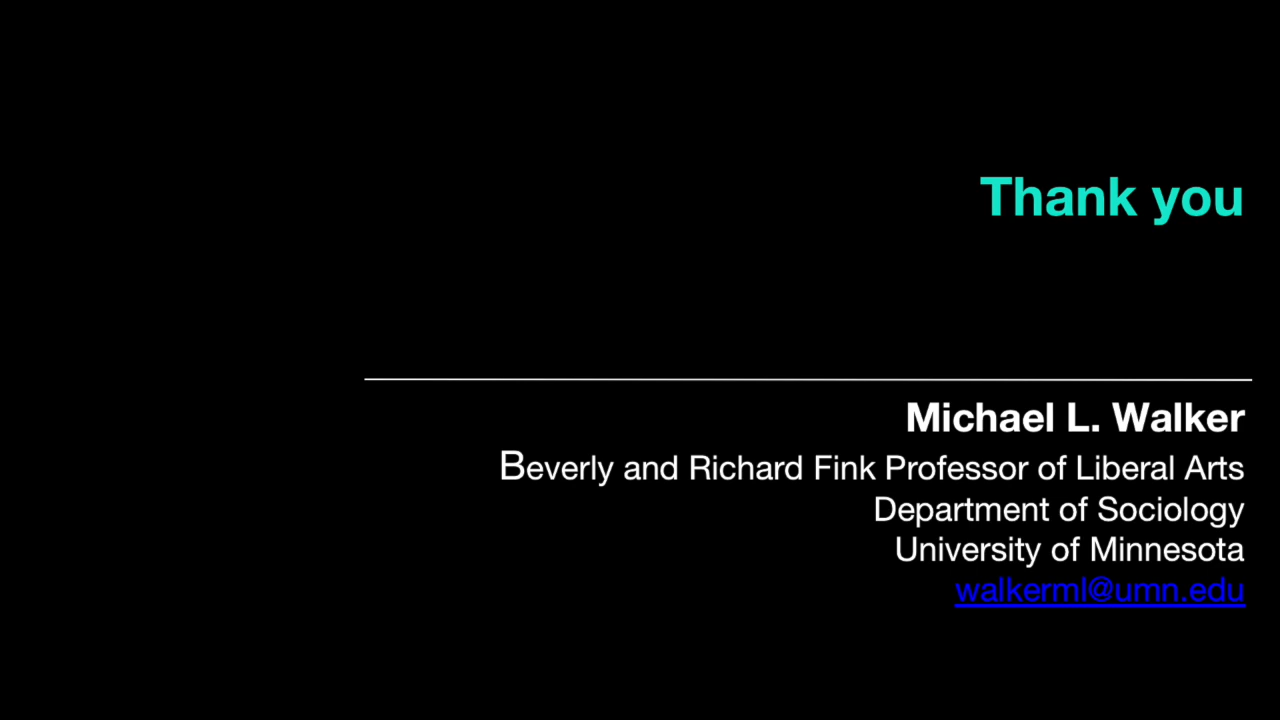 Thank you
Michael L. Walker
Beverly and Richard Fink Professor of Liberal Arts
Department of Sociology
University of Minnesota
walkerml@umn.edu